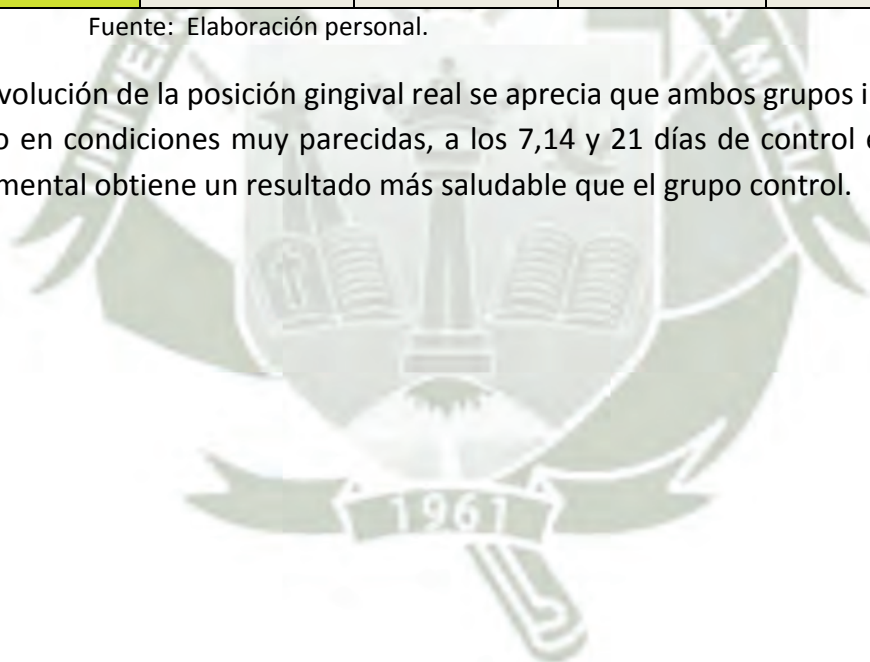 Fuente: Elaboración personal.
volución de la posición gingival real se aprecia que ambos grupos i
o en condiciones muy parecidas, a los 7,14 y 21 días de control
mental obtiene un resultado más saludable que el grupo control.
1961